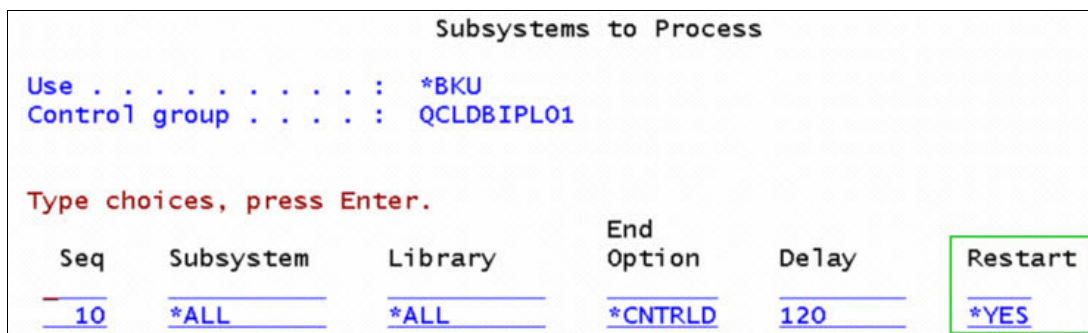 Subsystems to Process
Use . . . . . . . . . : *BKU
Control group . . . . : QCLDBIPL01
Type choices, press Enter.
End
Seq Subsystem Library Option Delay Restart
10 *ALL *ALL *CNTRLD 120 *YES